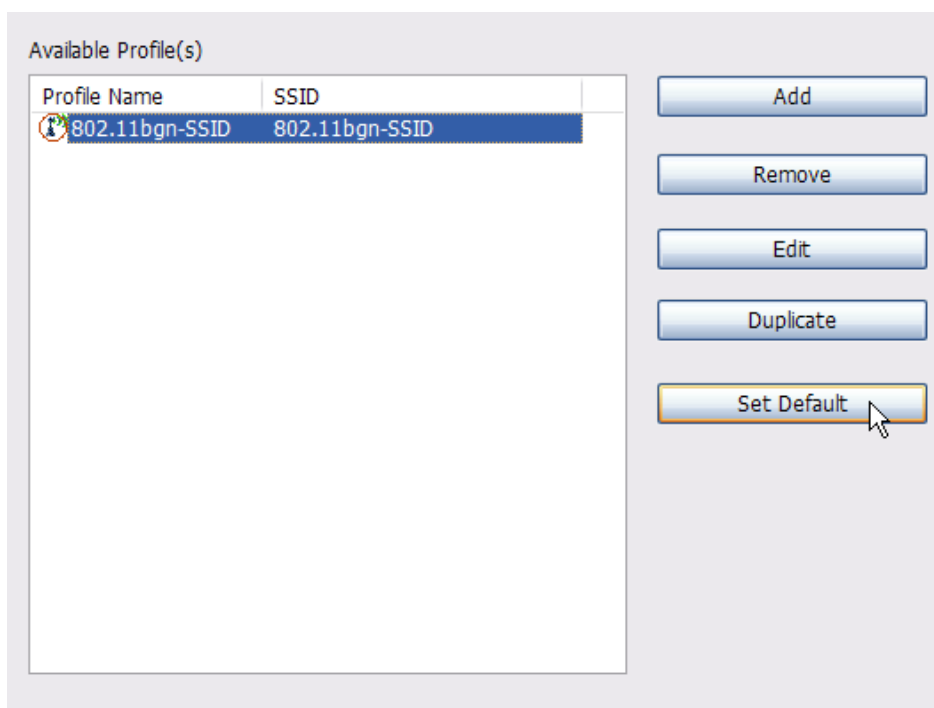 Available Profile(s)
Profile Name SSID
802.11bgn-SSID 802.11bgn-SSID
Add
Remove
Edit
Duplicate
Set Default